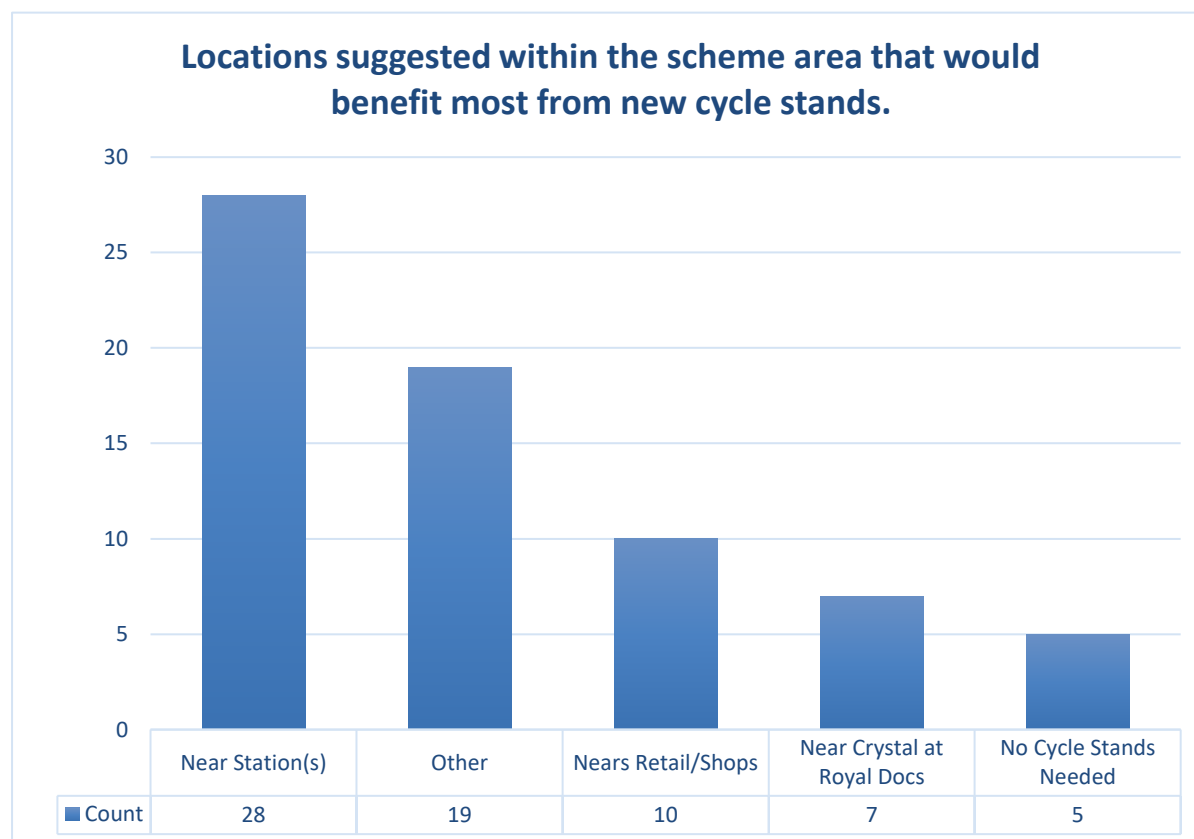 Locations suggested within the scheme area that would
benefit most from new cycle stands.
30
25
20
15
10
5
0
Near Station(s)
Other
Nears Retail/Shops
Near Crystal at
Royal Docs
No Cycle Stands
Needed
Count 28 19 10 7 5